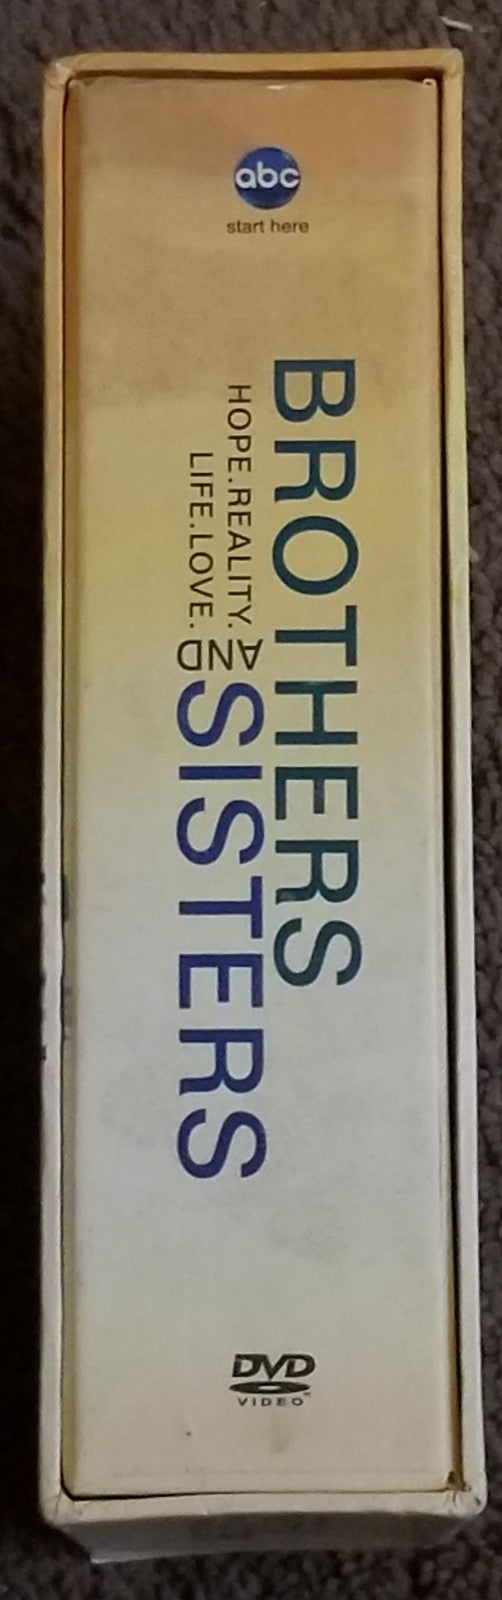 abc
start here
BROTHERS
HOPE.REALITY.
LIFE.LOVE.
AND
SISTERS
DVD
VIDEO